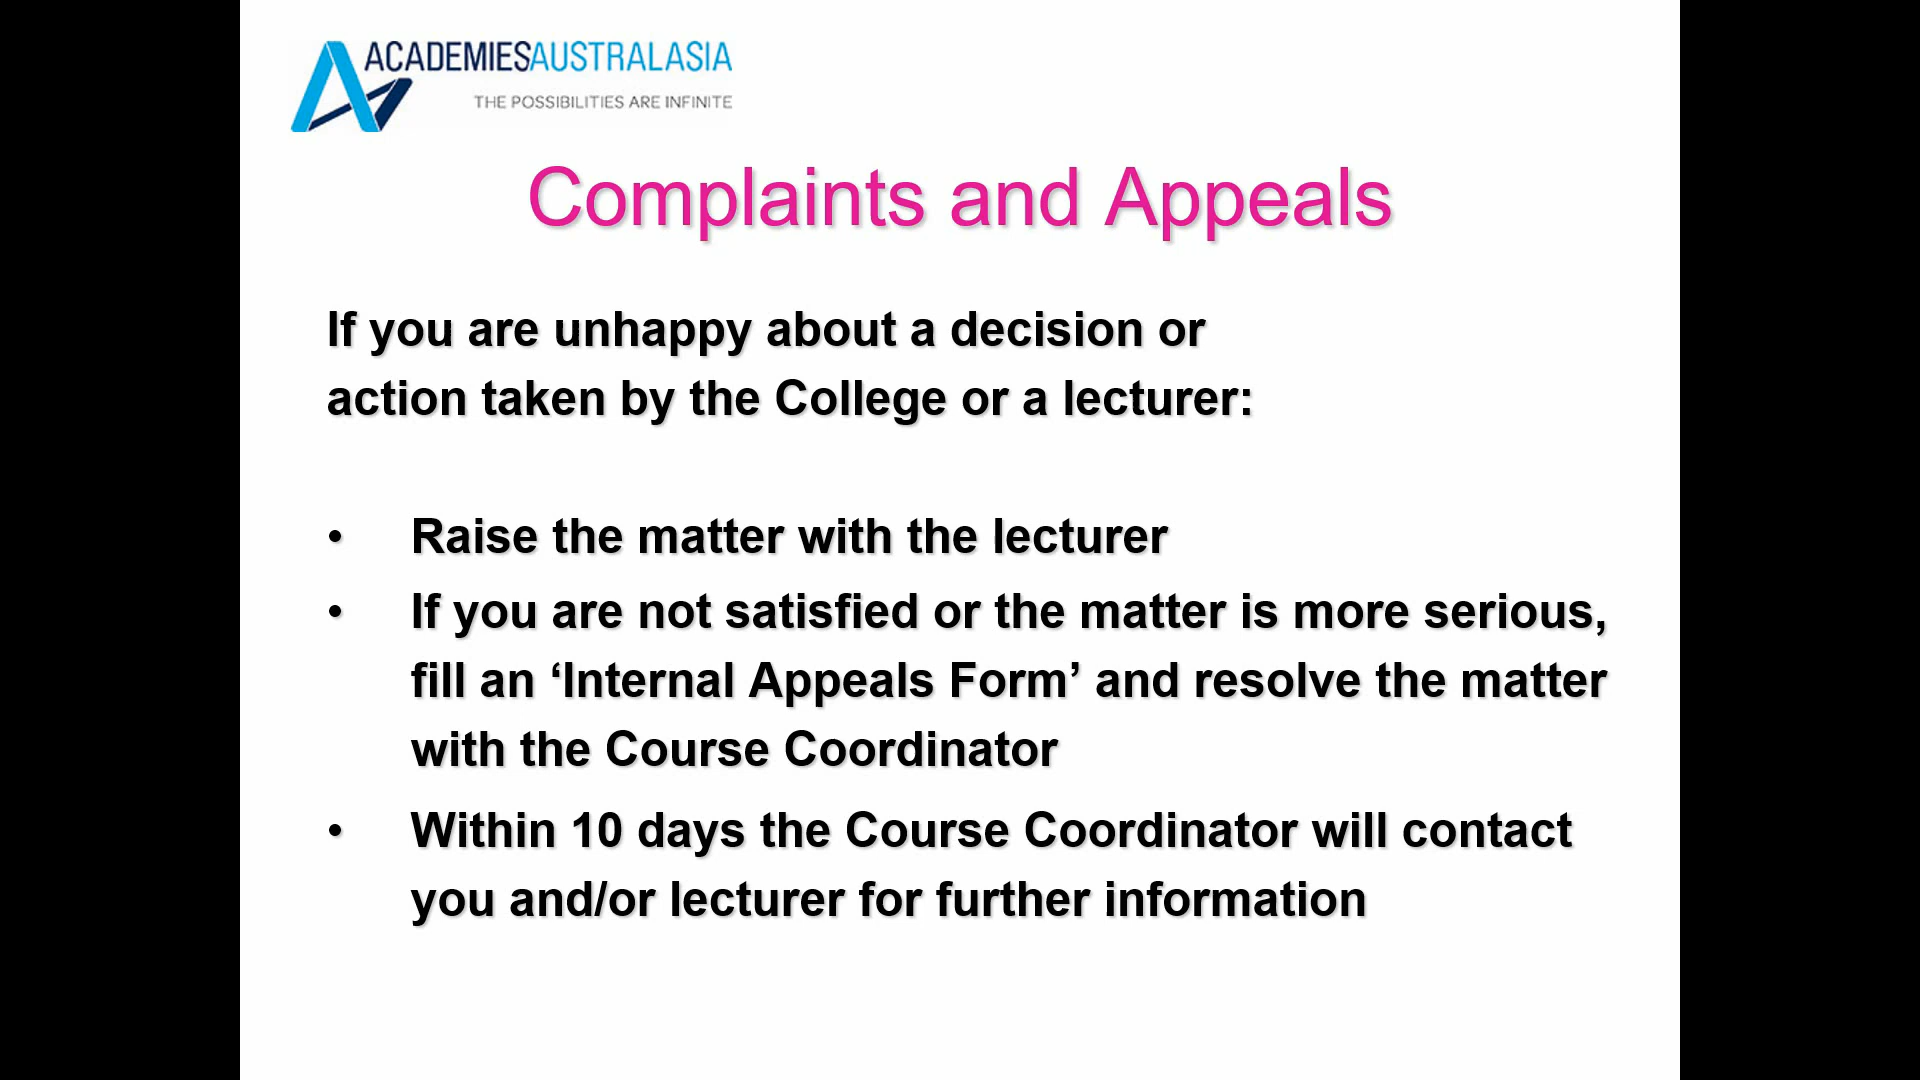 ACADEMIESAUSTRALASIA
THE POSSIBILITIES ARE INFINITE
Complaints and Appeals
If you are unhappy about a decision or
action taken by the College or a lecturer:
• Raise the matter with the lecturer
• If you are not satisfied or the matter is more serious,
fill an ‘Internal Appeals Form’ and resolve the matter
with the Course Coordinator
• Within 10 days the Course Coordinator will contact
you and/or lecturer for further information